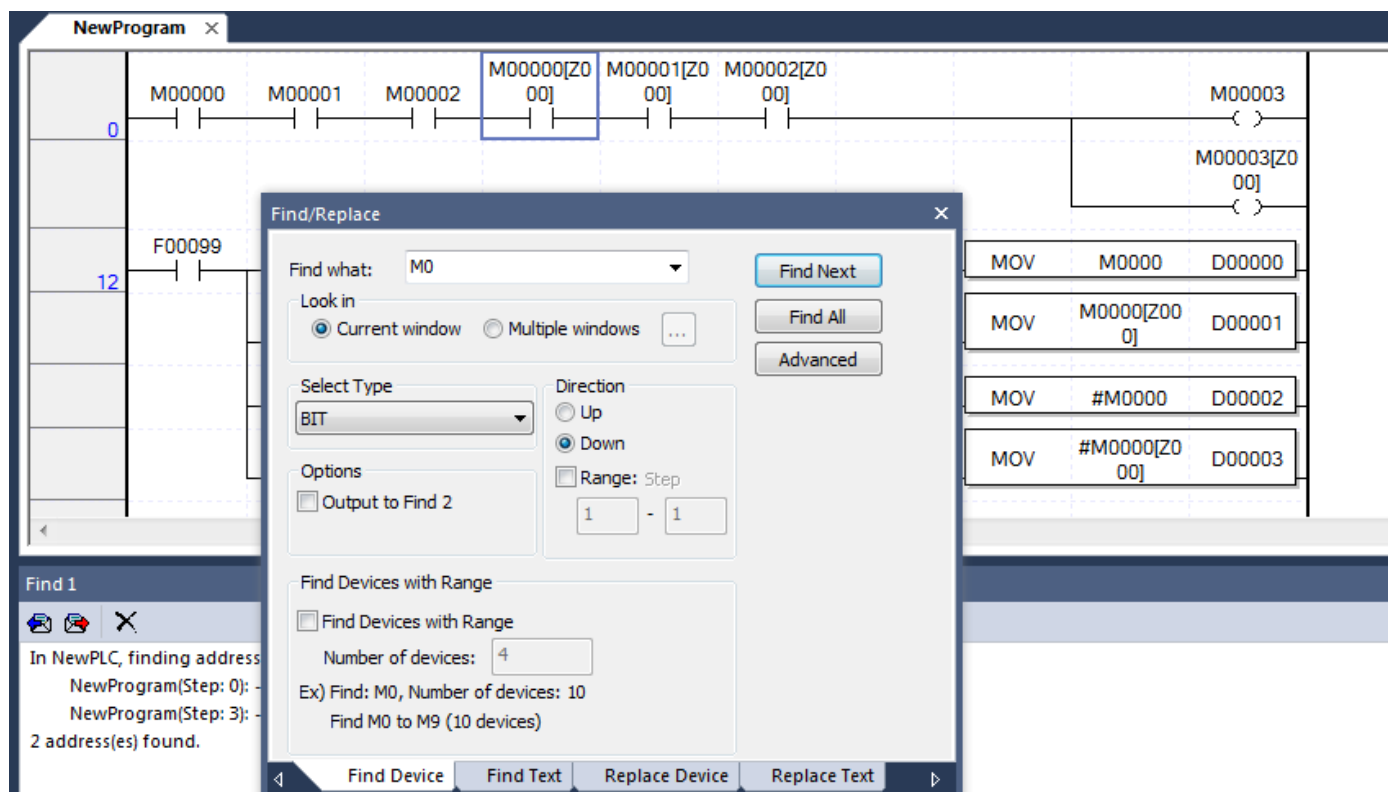 NewProgram ×
M00000[Z0 M00001[Z0 M00002[Z0
M00000 M00001 M00002 00] 00] 00] M00003
0
M00003[Z0
00]
F00099
12
MOV M0000 D00000
MOV M0000[Z00 D00001
0]
MOV #M0000 D00002
MOV #M0000[Z0 D00003
00]
Find/Replace
Find what: M0
Find Next
Look in
Current window Multiple windows ...
Find All
Advanced
Select Type
BIT
Direction
Up
Down
Range: Step
1 - 1
Options
Output to Find 2
Find Devices with Range
Find Devices with Range
Number of devices: 4
Ex) Find: M0, Number of devices: 10
Find M0 to M9 (10 devices)
Find Device Find Text Replace Device Replace Text
Find 1
In NewPLC, finding address
NewProgram(Step: 0): -
NewProgram(Step: 3): -
2 address(es) found.